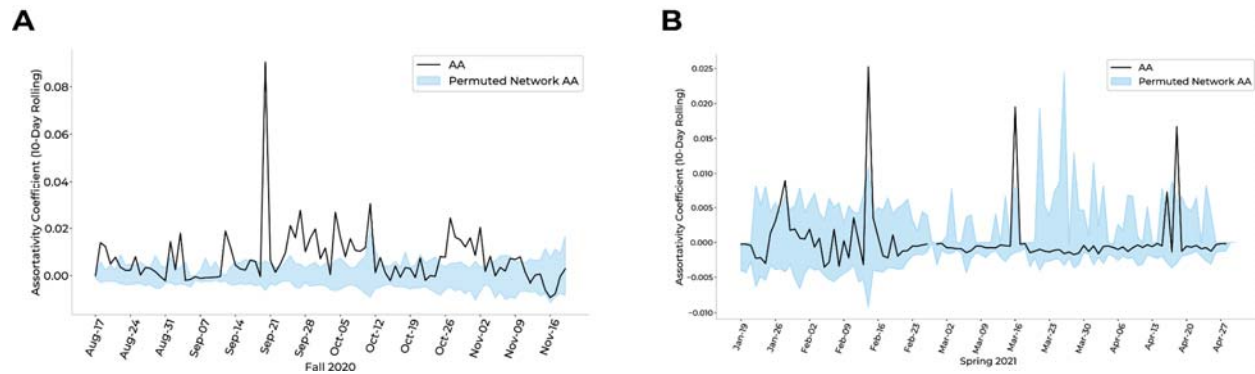 A
Assortativity Coefficient (10-Day Rolling)
0.08
0.06
0.04
0.02
0.00
AA
Permuted Network AA
Aug-17
Aug-24
Aug-31
Sep-07
Sep-14
Sep-21
Sep-28
Oct-05
Oct-12
Oct-19
Oct-26
Nov-02
Nov-09
Nov-16
Fall 2020
B
Assortativity Coefficient (10-Day Rolling)
0.025
0.020
0.015
0.010
0.005
0.000
−0.005
−0.010
AA
Permuted Network AA
Jan-19
Jan-26
Feb-02
Feb-09
Feb-16
Feb-23
Mar-02
Mar-09
Mar-16
Mar-23
Mar-30
Apr-06
Apr-13
Apr-20
Apr-27
Spring 2021